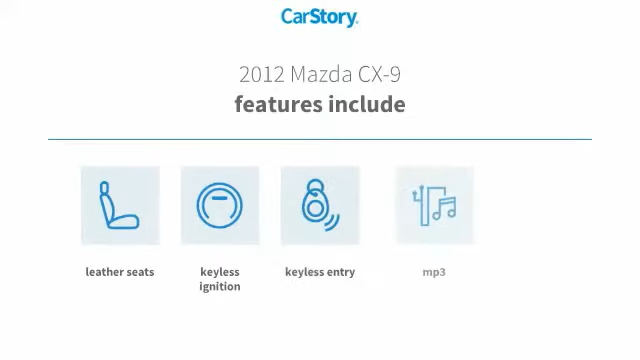 CarStory.
2012 Mazda CX-9
features include
leather seats
keyless
ignition
keyless entry
mp3